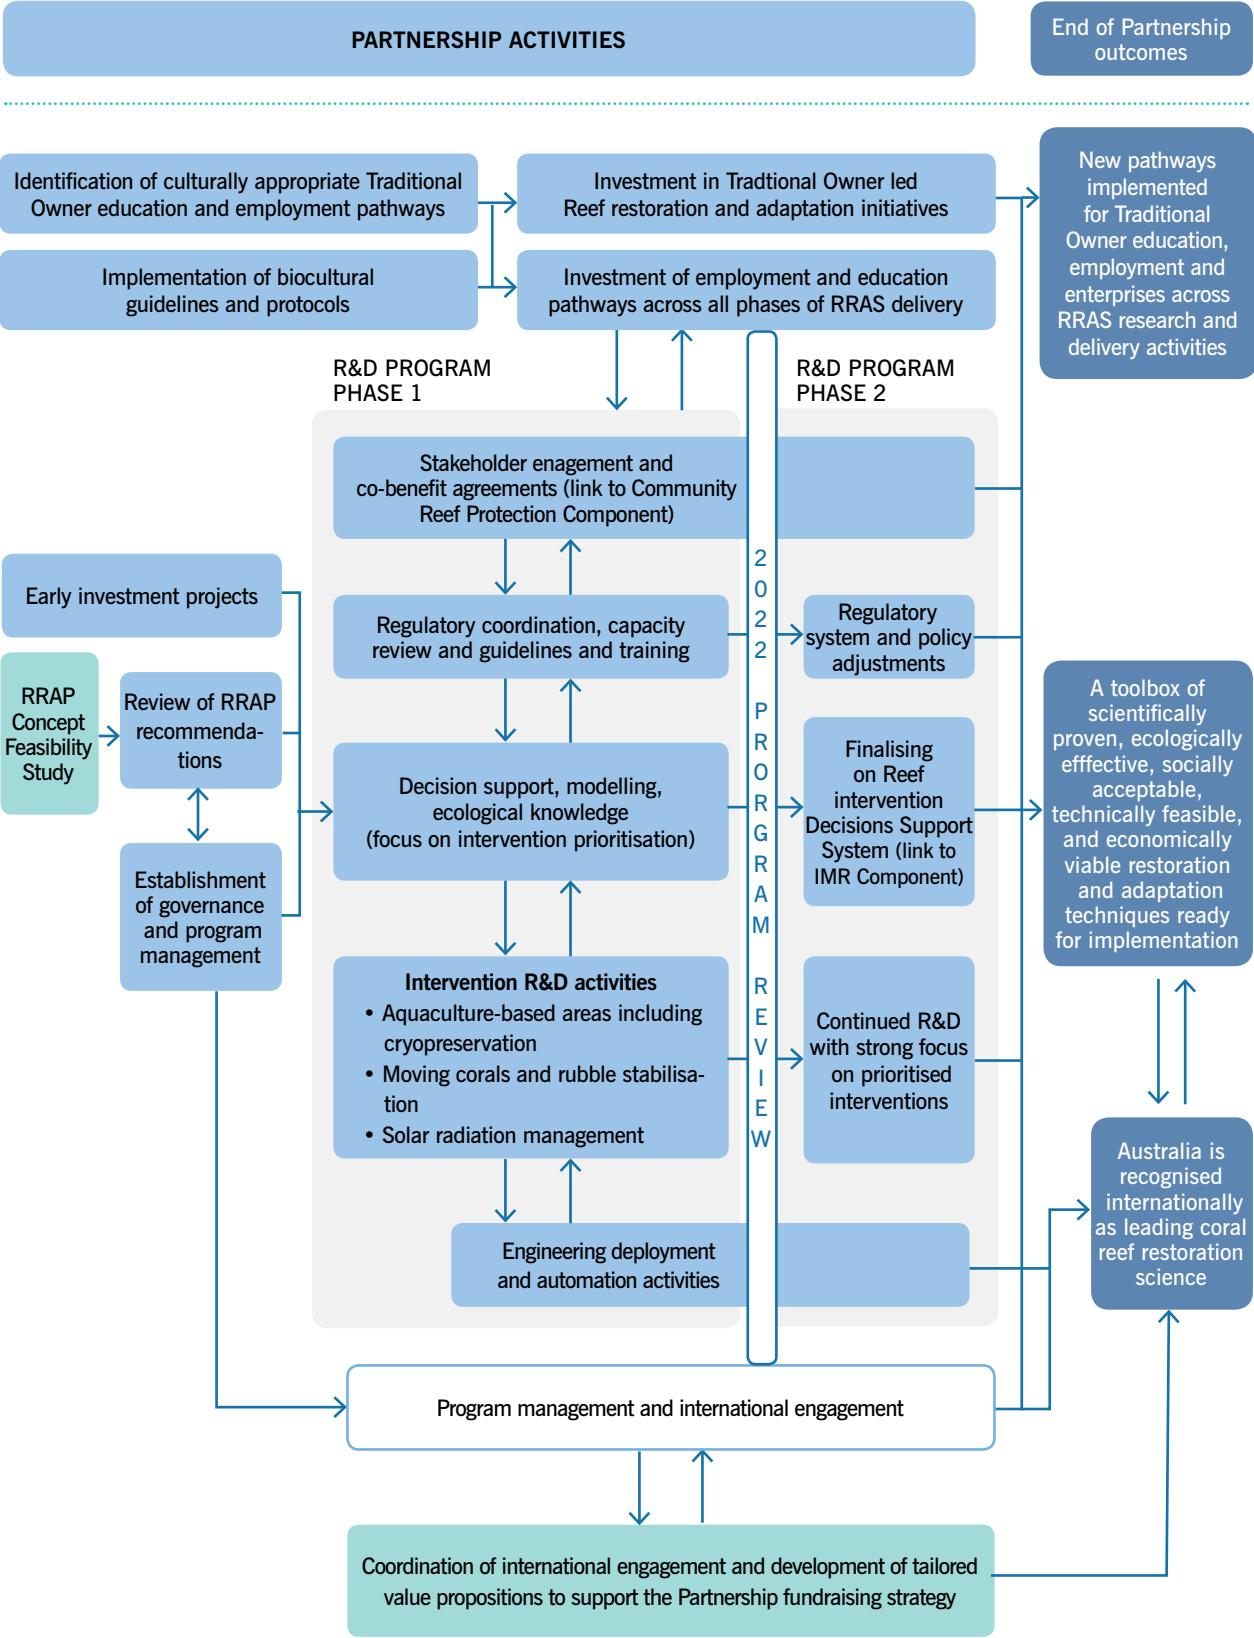 PARTNERSHIP ACTIVITIES
End of Partnership
outcomes
Identification of culturally appropriate Traditional
Owner education and employment pathways
Investment in Tradtional Owner led
Reef restoration and adaptation initiatives
New pathways
implemented
for Traditional
Owner education,
employment and
enterprises across
RRAS research and
delivery activities
Implementation of biocultural
guidelines and protocols
Investment of employment and education
pathways across all phases of RRAS delivery
R&D PROGRAM
PHASE 1
R&D PROGRAM
PHASE 2
Stakeholder enagement and
co-benefit agreements (link to Community
Reef Protection Component)
2022 PRORGRAM REVIEW
Early investment projects
Regulatory coordination, capacity
review and guidelines and training
Regulatory
system and policy
adjustments
RRAP
Concept
Feasibility
Study
Review of RRAP
recommenda-
tions
Decision support, modelling,
ecological knowledge
(focus on intervention prioritisation)
Finalising
on Reef
intervention
Decisions Support
System (link to
IMR Component)
A toolbox of
scientifically
proven, ecologically
efffective, socially
acceptable,
technically feasible,
and economically
viable restoration
and adaptation
techniques ready
for implementation
Establishment
of governance
and program
management
Intervention R&D activities
• Aquaculture-based areas including
cryopreservation
• Moving corals and rubble stabilisa-
tion
• Solar radiation management
Continued R&D
with strong focus
on prioritised
interventions
Australia is
recognised
internationally
as leading coral
reef restoration
science
Engineering deployment
and automation activities
Program management and international engagement
Coordination of international engagement and development of tailored
value propositions to support the Partnership fundraising strategy